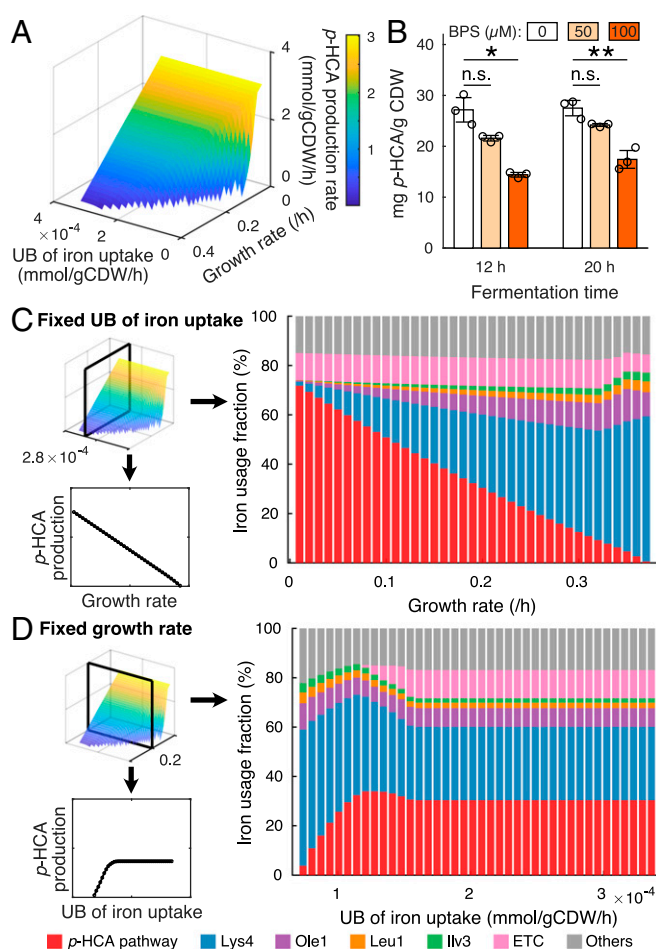 A
4
2
0
0
0.2
0.4
4
× 10⁻⁴
2
0
UB of iron uptake
(mmol/gCDW/h)
Growth rate (/h)
p-HCA production rate
(mmol/gCDW/h)
3
2
1
B
BPS (µM): 0 50 100
mg p-HCA/g CDW
40
30
20
10
0
*
n.s.
**
n.s.
12 h
20 h
Fermentation time
C Fixed UB of iron uptake
2.8 × 10⁻⁴
p-HCA
production
Growth rate
Iron usage fraction (%)
100
80
60
40
20
0
0.1
0.2
0.3
Growth rate (/h)
D Fixed growth rate
0.2
p-HCA
production
UB of iron uptake
Iron usage fraction (%)
100
80
60
40
20
0
1
2
3 × 10⁻⁴
UB of iron uptake (mmol/gCDW/h)
p-HCA pathway Lys4 Ole1 Leu1 Ilv3 ETC Others